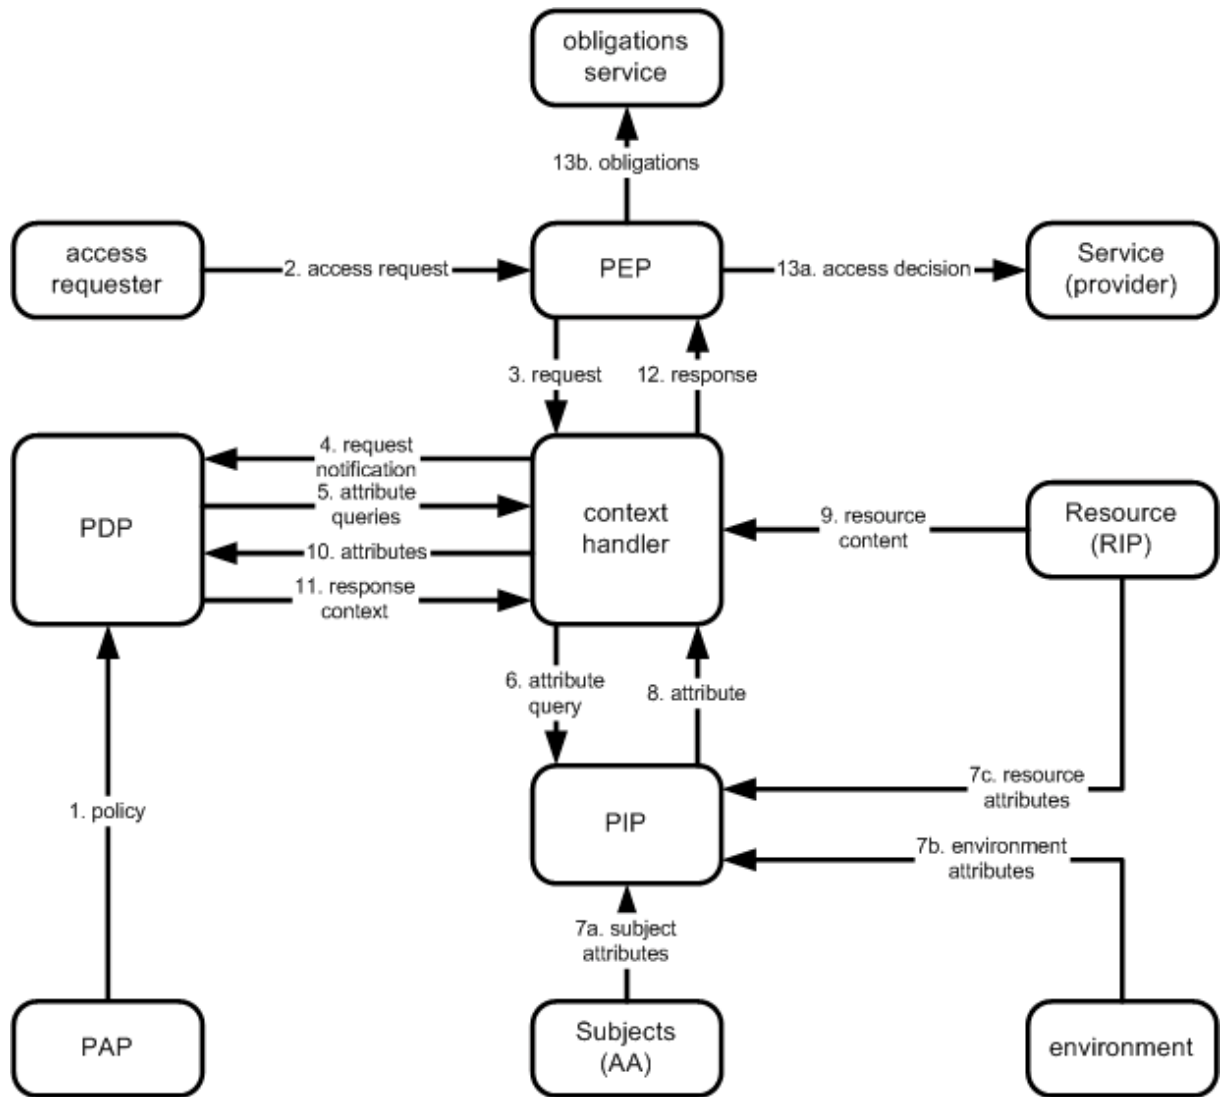 obligations
service
13b. obligations
access
requester
2. access request
PEP
13a. access decision
Service
(provider)
3. request
12. response
4. request
notification
5. attribute
queries
PDP
10. attributes
11. response
context
context
handler
9. resource
content
Resource
(RIP)
6. attribute
query
8. attribute
1. policy
PIP
7c. resource
attributes
7b. environment
attributes
7a. subject
attributes
PAP
Subjects
(AA)
environment